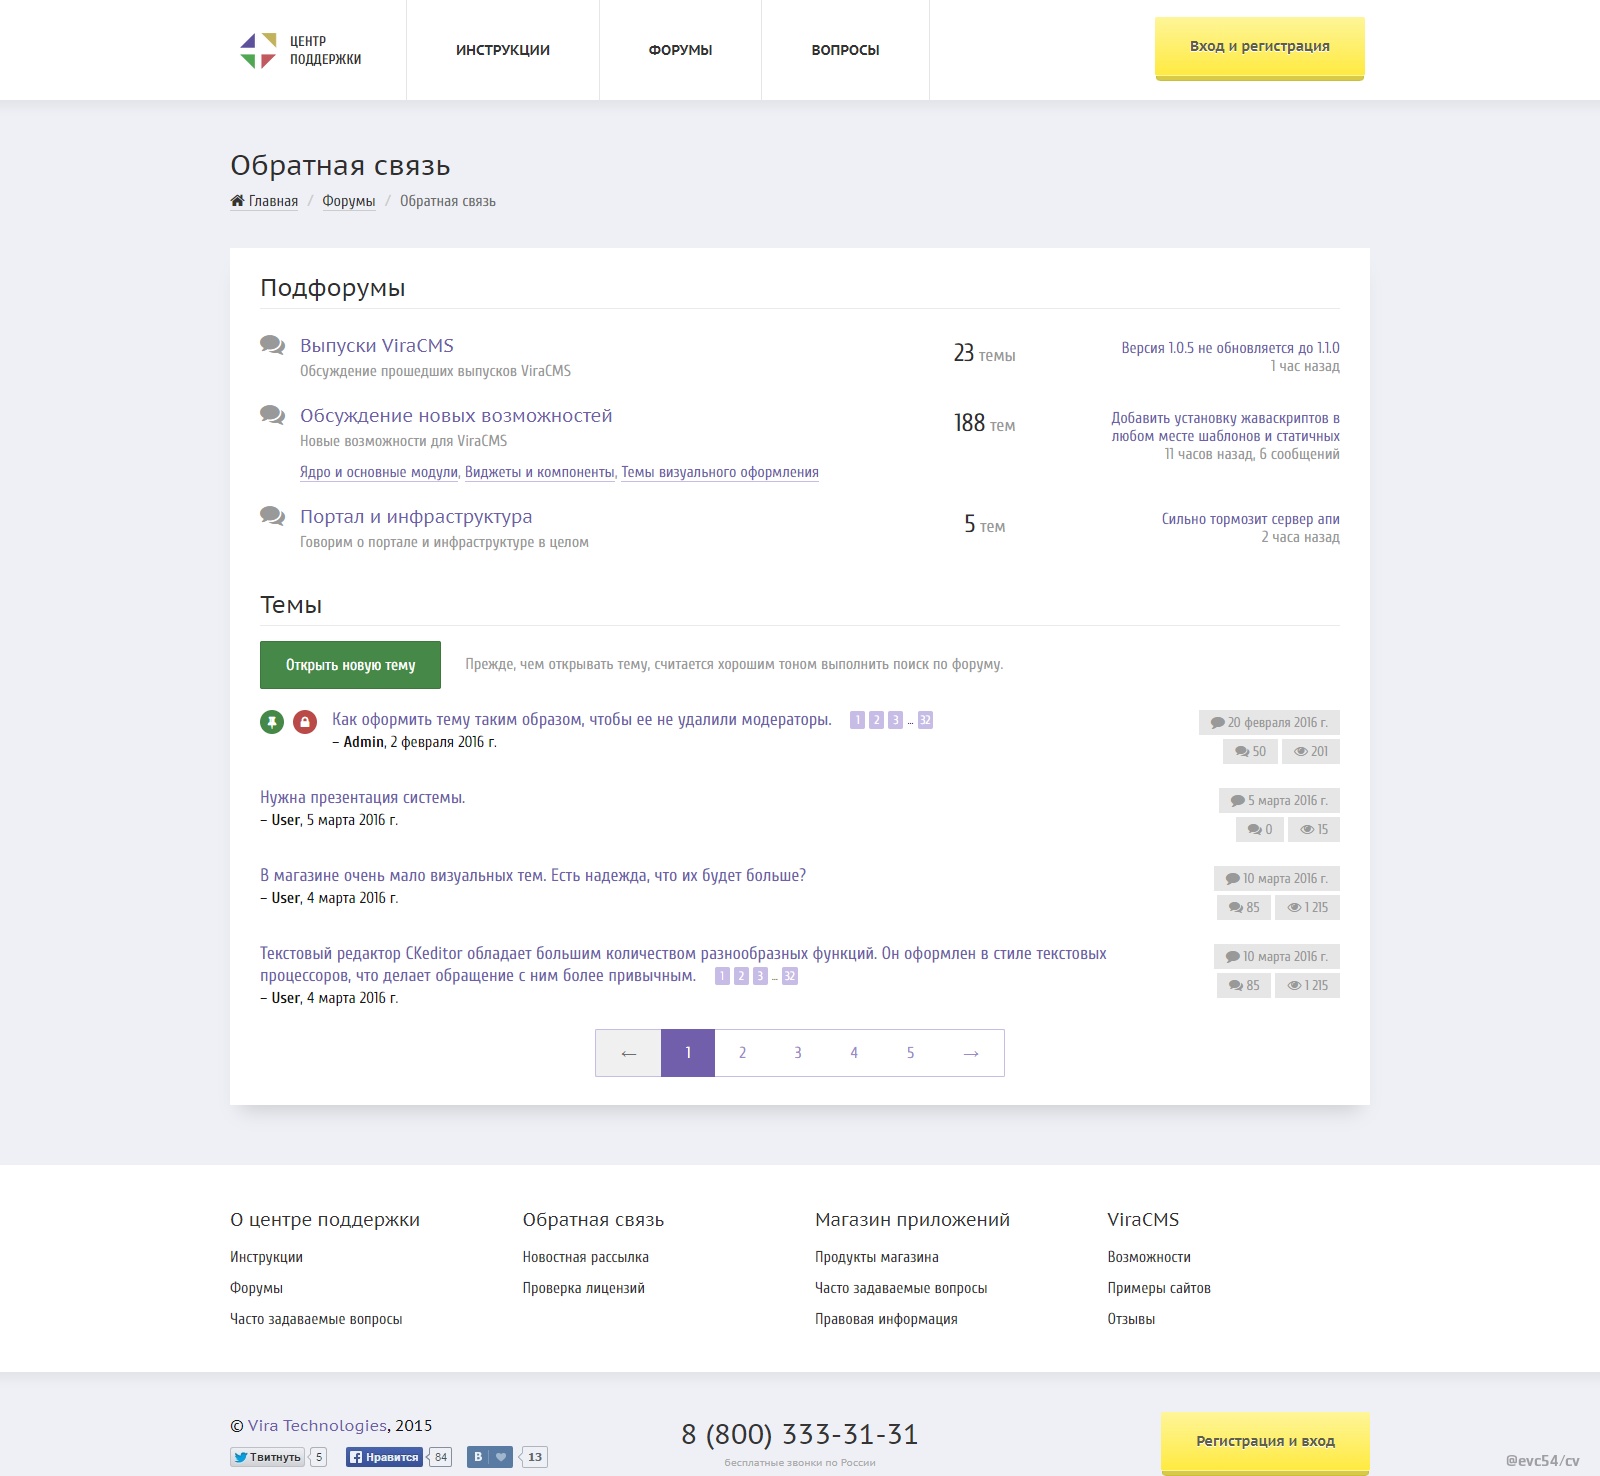 ЦЕНТР
ПОДДЕРЖКИ
ИНСТРУКЦИИ
ФОРУМЫ
ВОПРОСЫ
Вход и регистрация
Обратная связь
Главная / Форумы / Обратная связь
Подфорумы
Выпуски ViraCMS
Обсуждение прошедших выпусков ViraCMS
23 темы
Версия 1.0.5 не обновляется до 1.1.0
1 час назад
Обсуждение новых возможностей
Новые возможности для ViraCMS
Ядро и основные модули, Виджеты и компоненты, Темы визуального оформления
188 тем
Добавить установку жаваскриптов в
любом месте шаблонов и статичных
11 часов назад, 6 сообщений
Портал и инфраструктура
Говорим о портале и инфраструктуре в целом
5 тем
Сильно тормозит сервер апи
2 часа назад
Темы
Открыть новую тему
Прежде, чем открывать тему, считается хорошим тоном выполнить поиск по форуму.
Как оформить тему таким образом, чтобы ее не удалили модераторы. 1 2 3 ... 32
– Admin, 2 февраля 2016 г.
20 февраля 2016 г.
50 201
Нужна презентация системы.
– User, 5 марта 2016 г.
5 марта 2016 г.
0 15
В магазине очень мало визуальных тем. Есть надежда, что их будет больше?
– User, 4 марта 2016 г.
10 марта 2016 г.
85 1 215
Текстовый редактор CKeditor обладает большим количеством разнообразных функций. Он оформлен в стиле текстовых
процессоров, что делает обращение с ним более привычным. 1 2 3 ... 32
– User, 4 марта 2016 г.
10 марта 2016 г.
85 1 215
← 1 2 3 4 5 →
О центре поддержки
Инструкции
Форумы
Часто задаваемые вопросы
Обратная связь
Новостная рассылка
Проверка лицензий
Магазин приложений
Продукты магазина
Часто задаваемые вопросы
Правовая информация
ViraCMS
Возможности
Примеры сайтов
Отзывы
© Vira Technologies, 2015
Твитнуть 5 Нравится 84 В 13
8 (800) 333-31-31
бесплатные звонки по России
Регистрация и вход
@evc54/cv